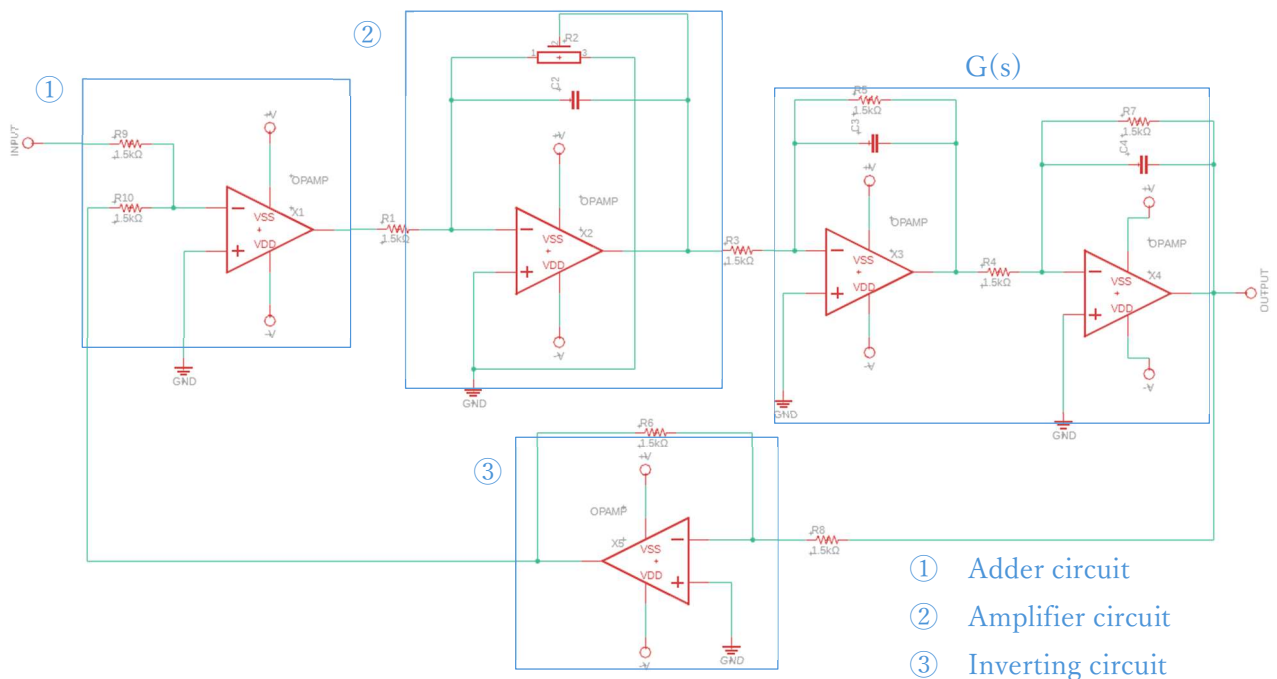 ①
INPUT
R9
1.5kΩ
R10
1.5kΩ
+V
OPAMP
X1
VSS
VDD
-V
GND
R1
1.5kΩ
②
R2
1
2
3
C2
+V
OPAMP
X2
VSS
VDD
-V
GND
R3
1.5kΩ
G(s)
R5
1.5kΩ
C3
+V
OPAMP
X3
VSS
VDD
-V
GND
R4
1.5kΩ
R7
1.5kΩ
C4
+V
OPAMP
X4
VSS
VDD
-V
GND
OUTPUT
③
R6
1.5kΩ
+V
OPAMP
X5
VSS
VDD
-V
GND
R8
1.5kΩ
① Adder circuit
② Amplifier circuit
③ Inverting circuit